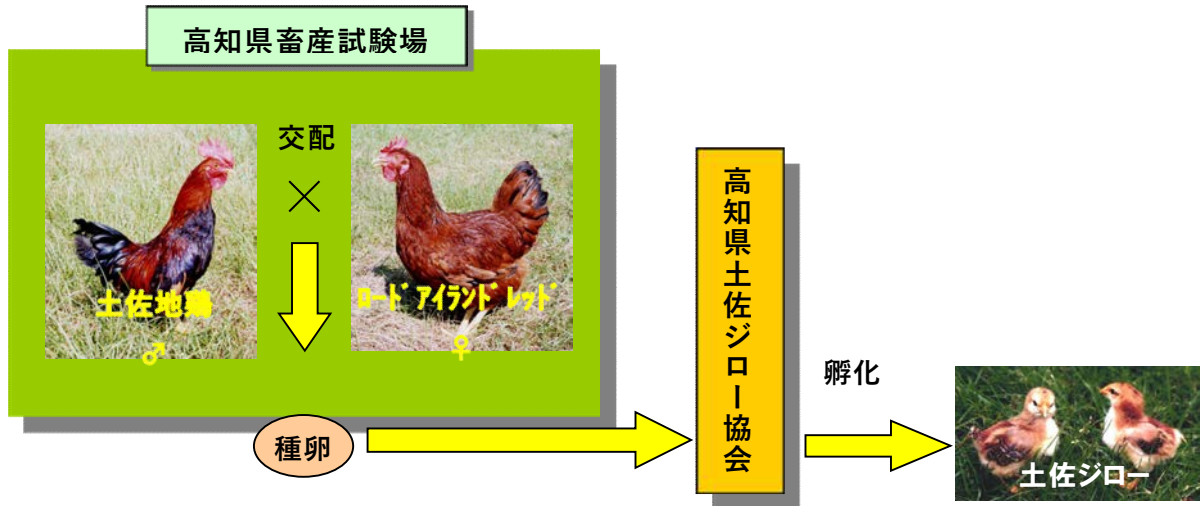 高知県畜産試験場
交配
×
土佐地鶏
♂
ロードアイランドレッド
♀
種卵
高知県土佐ジロー協会
孵化
土佐ジロー